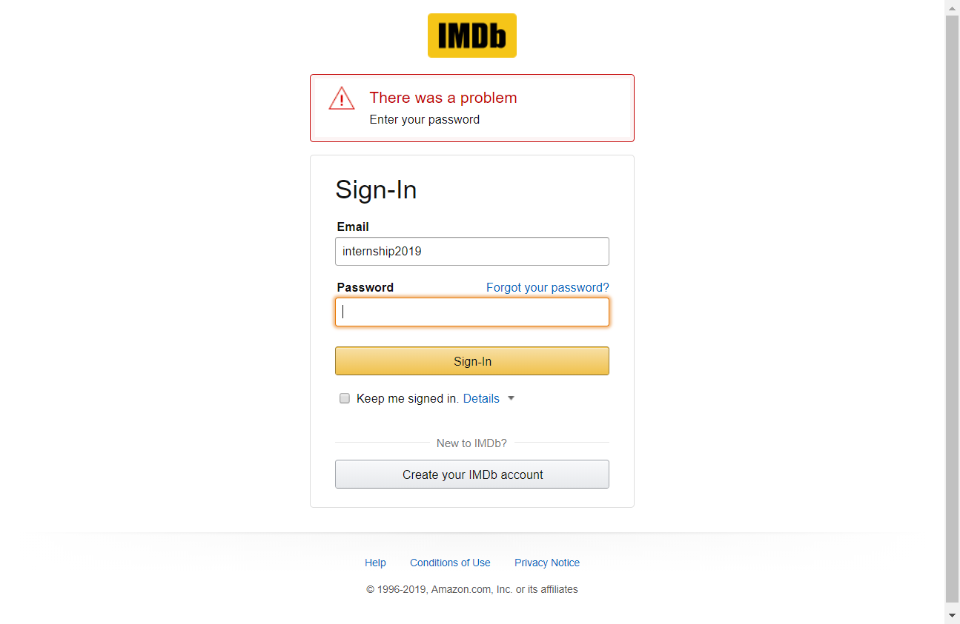 IMDb
There was a problem
Enter your password
Sign-In
Email
internship2019
Password Forgot your password?
Sign-In
Keep me signed in. Details
New to IMDb?
Create your IMDb account
Help Conditions of Use Privacy Notice
© 1996-2019, Amazon.com, Inc. or its affiliates